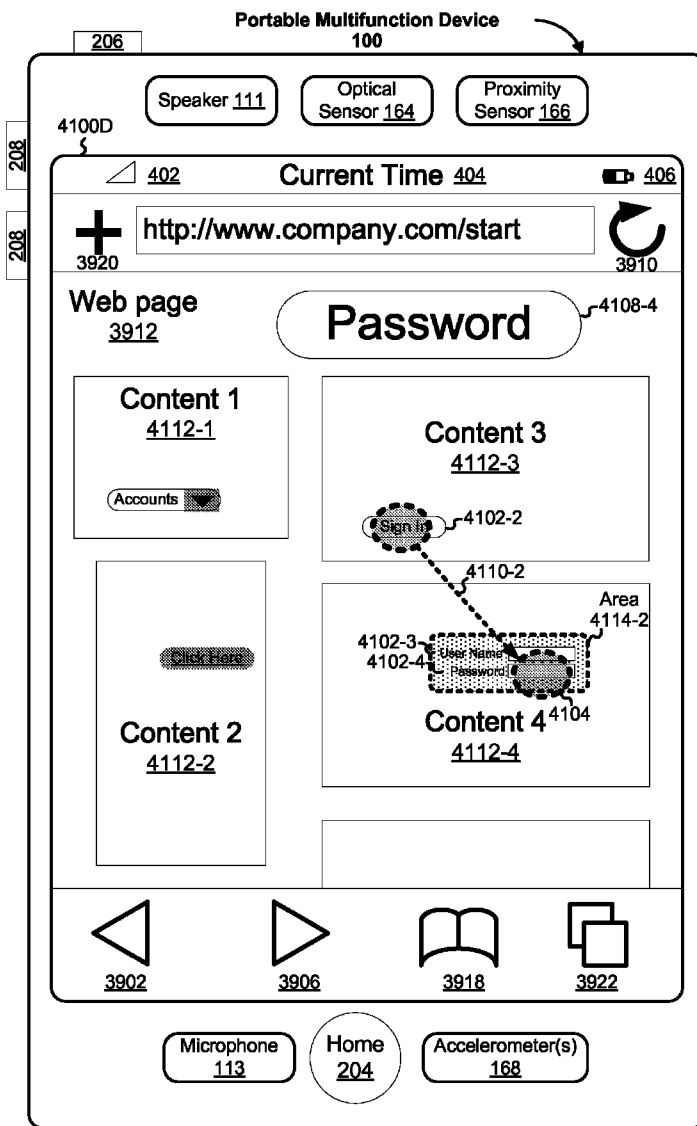 Portable Multifunction Device
100
206
Speaker 111
Optical
Sensor 164
Proximity
Sensor 166
208
208
4100D
402
Current Time 404
406
http://www.company.com/start
3920
3910
Web page
3912
Password
4108-4
Content 1
4112-1
Accounts
Content 3
4112-3
Sign In
4102-2
4110-2
Area
4114-2
4102-3
User Name
4102-4
Password
4104
Click Here
Content 2
4112-2
Content 4
4112-4
3902
3906
3918
3922
Microphone
113
Home
204
Accelerometer(s)
168